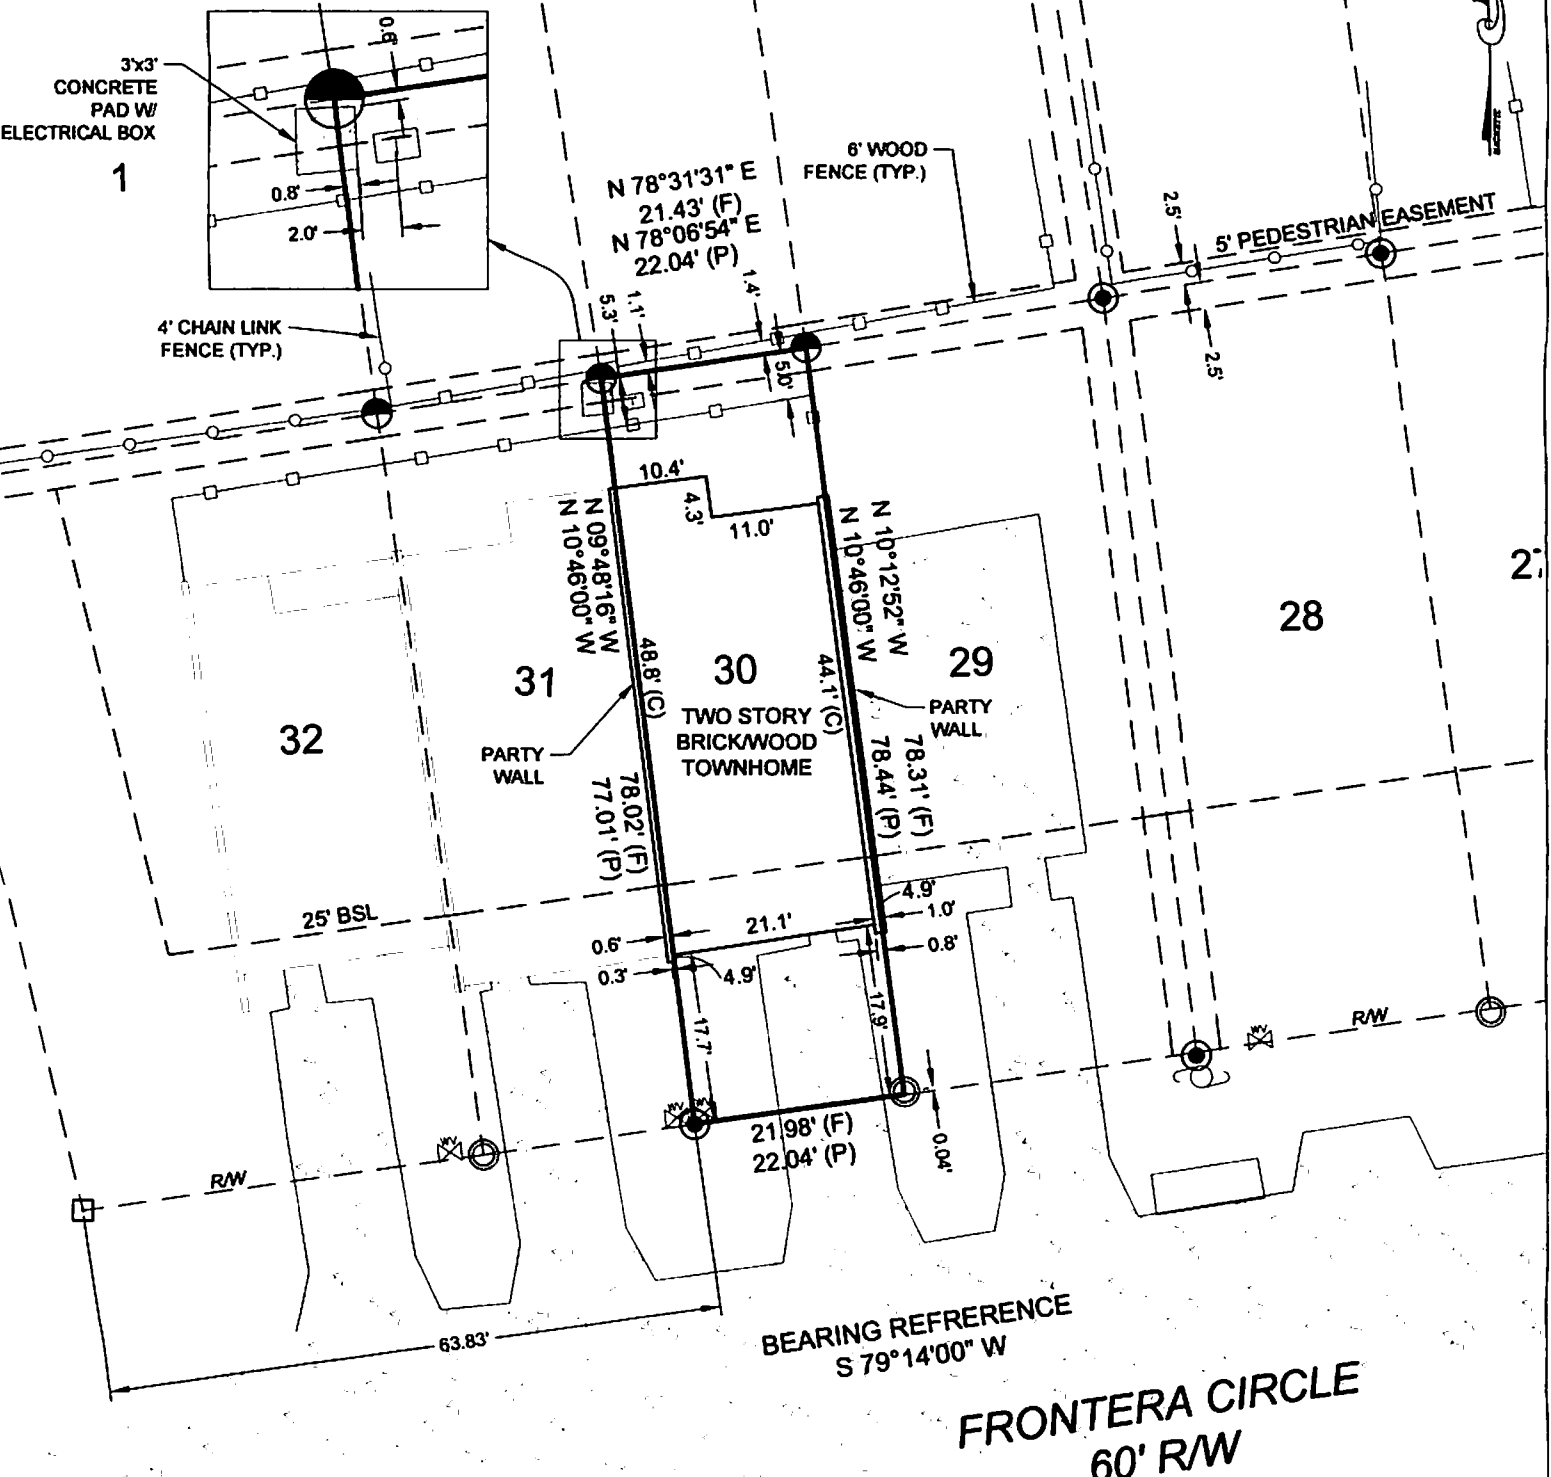 3'x3'
CONCRETE
PAD W/
ELECTRICAL BOX
1
0.6'
0.8'
2.0'
4' CHAIN LINK
FENCE (TYP.)
N 78°31'31" E
21.43' (F)
N 78°06'54" E
22.04' (P)
6' WOOD
FENCE (TYP.)
5' PEDESTRIAN EASEMENT
2.5'
2.5'
5.3'
1.1'
1.4'
5.0'
10.4'
4.3'
11.0'
N 09°48'16" W
N 10°46'00" W
N 10°12'52" W
N 10°46'00" W
48.8' (C)
44.1' (C)
78.02' (F)
77.01' (P)
78.31' (F)
78.44' (P)
32
31
30
TWO STORY
BRICK/WOOD
TOWNHOME
29
28
PARTY
WALL
PARTY
WALL
25' BSL
21.1'
4.9'
1.0'
0.8'
0.6'
0.3'
4.9'
17.7'
17.9'
WV
WV
WV
WV
R/W
R/W
21.98' (F)
22.04' (P)
0.04'
63.83'
BEARING REFRERENCE
S 79°14'00" W
FRONTERA CIRCLE
60' R/W